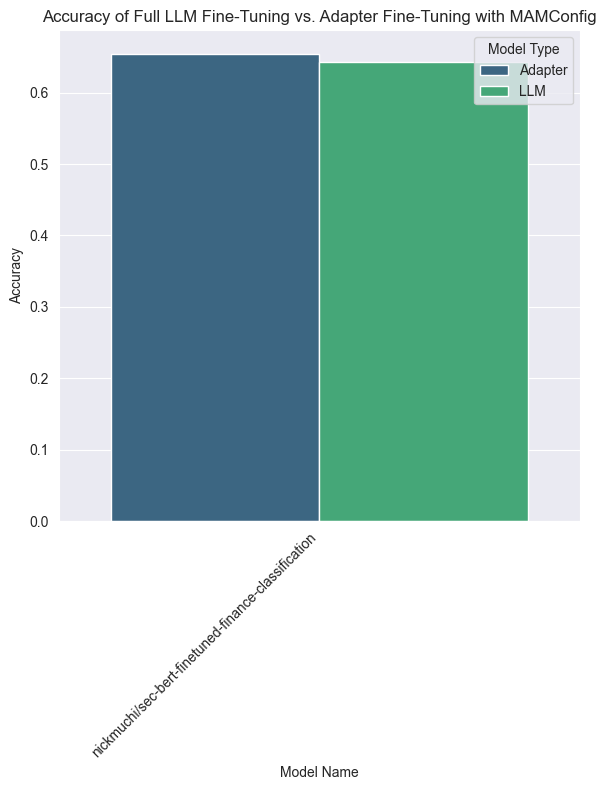 Accuracy of Full LLM Fine-Tuning vs. Adapter Fine-Tuning with MAMConfig
Model Type
Adapter
LLM
0.6
0.5
0.4
0.3
0.2
0.1
0.0
Accuracy
nickmuchi/sec-bert-finetuned-finance-classification
Model Name